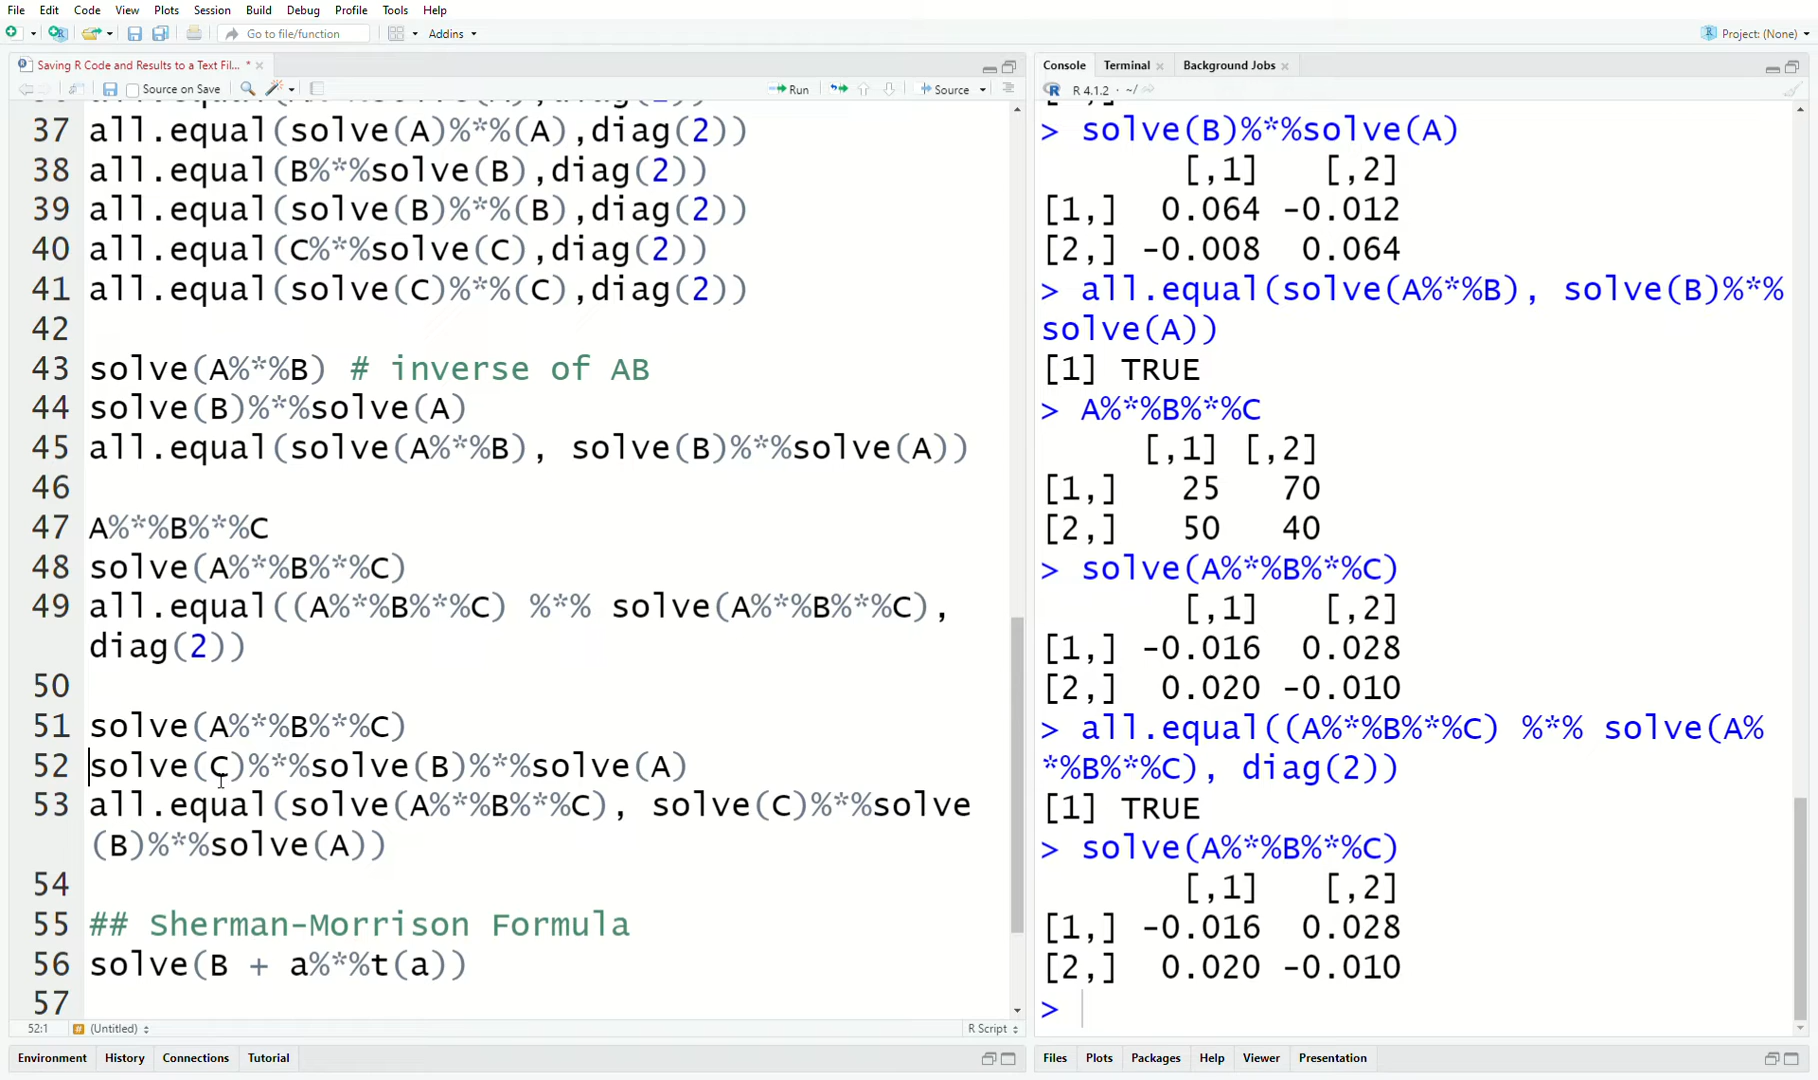 File Edit Code View Plots Session Build Debug Profile Tools Help
Go to file/function Addins Project: (None)
Saving R Code and Results to a Text Fil... *
Source on Save Run Source
37 all.equal(solve(A)%*%(A),diag(2))
38 all.equal(B%*%solve(B),diag(2))
39 all.equal(solve(B)%*%(B),diag(2))
40 all.equal(C%*%solve(C),diag(2))
41 all.equal(solve(C)%*%(C),diag(2))
42
43 solve(A%*%B) # inverse of AB
44 solve(B)%*%solve(A)
45 all.equal(solve(A%*%B), solve(B)%*%solve(A))
46
47 A%*%B%*%C
48 solve(A%*%B%*%C)
49 all.equal((A%*%B%*%C) %*% solve(A%*%B%*%C),
diag(2))
50
51 solve(A%*%B%*%C)
52 solve(C)%*%solve(B)%*%solve(A)
53 all.equal(solve(A%*%B%*%C), solve(C)%*%solve
(B)%*%solve(A))
54
55 ## Sherman-Morrison Formula
56 solve(B + a%*%t(a))
57
52:1 # (Untitled) R Script
Environment History Connections Tutorial
Console Terminal Background Jobs
R 4.1.2 · ~/
> solve(B)%*%solve(A)
[,1] [,2]
[1,] 0.064 -0.012
[2,] -0.008 0.064
> all.equal(solve(A%*%B), solve(B)%*%
solve(A))
[1] TRUE
> A%*%B%*%C
[,1] [,2]
[1,] 25 70
[2,] 50 40
> solve(A%*%B%*%C)
[,1] [,2]
[1,] -0.016 0.028
[2,] 0.020 -0.010
> all.equal((A%*%B%*%C) %*% solve(A%
*%B%*%C), diag(2))
[1] TRUE
> solve(A%*%B%*%C)
[,1] [,2]
[1,] -0.016 0.028
[2,] 0.020 -0.010
>
Files Plots Packages Help Viewer Presentation